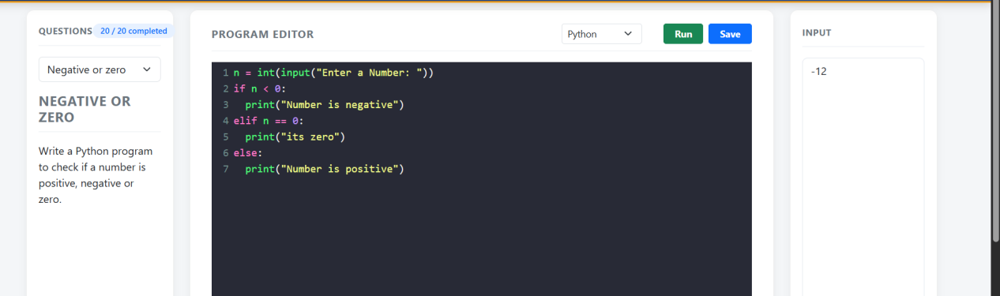 QUESTIONS 20 / 20 completed
Negative or zero
NEGATIVE OR
ZERO
Write a Python program
to check if a number is
positive, negative or
zero.
PROGRAM EDITOR Python Run Save
1 n = int(input("Enter a Number: "))
2 if n < 0:
3   print("Number is negative")
4 elif n == 0:
5   print("its zero")
6 else:
7   print("Number is positive")
INPUT
-12